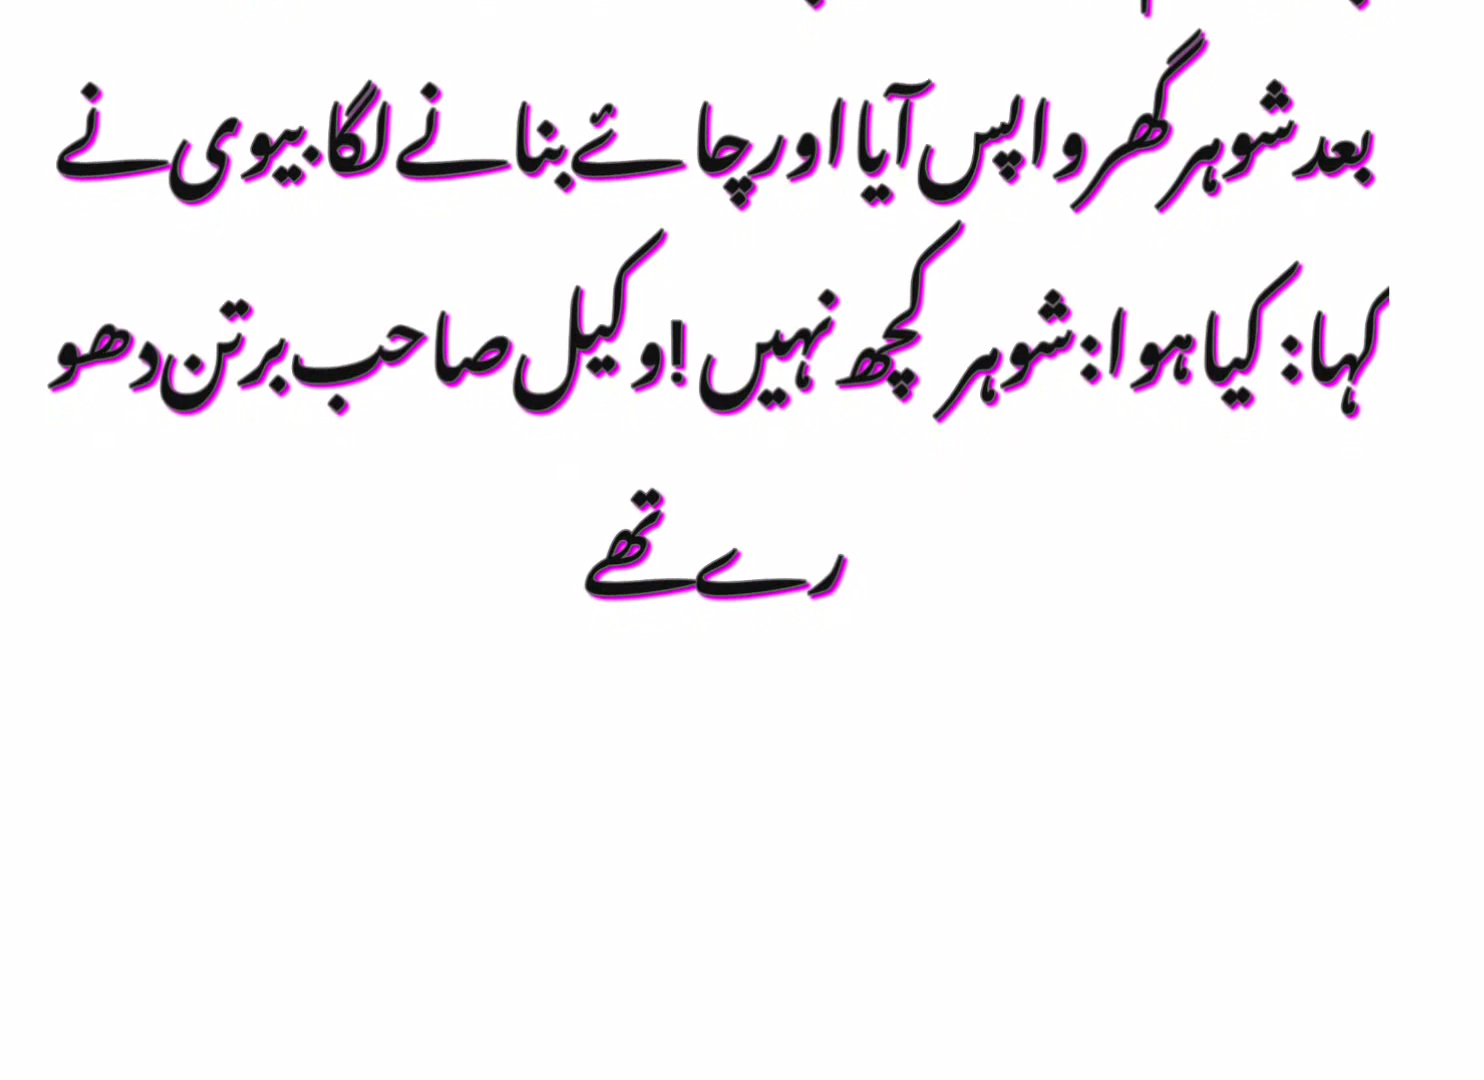 بعد شوہر گھر واپس آیا اور چائے بنانے لگا بیوی نے
کہا: کیا ہوا: شوہر کچھ نہیں !وکیل صاحب برتن دھو
رے تھے